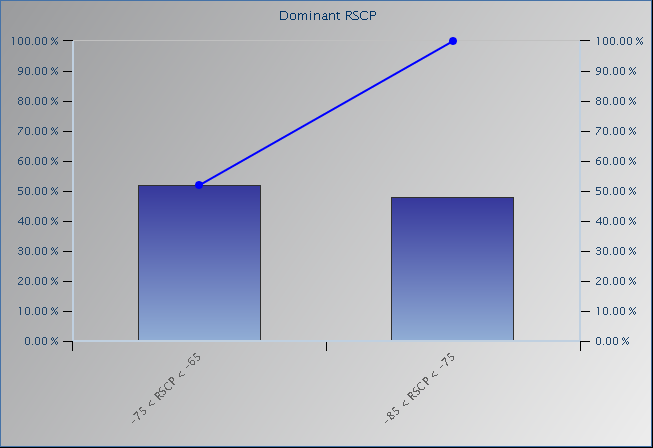 Dominant RSCP
100.00 % 100.00 %
90.00 % 90.00 %
80.00 % 80.00 %
70.00 % 70.00 %
60.00 % 60.00 %
50.00 % 50.00 %
40.00 % 40.00 %
30.00 % 30.00 %
20.00 % 20.00 %
10.00 % 10.00 %
0.00 % 0.00 %
-75 < RSCP < -65
-85 < RSCP < -75